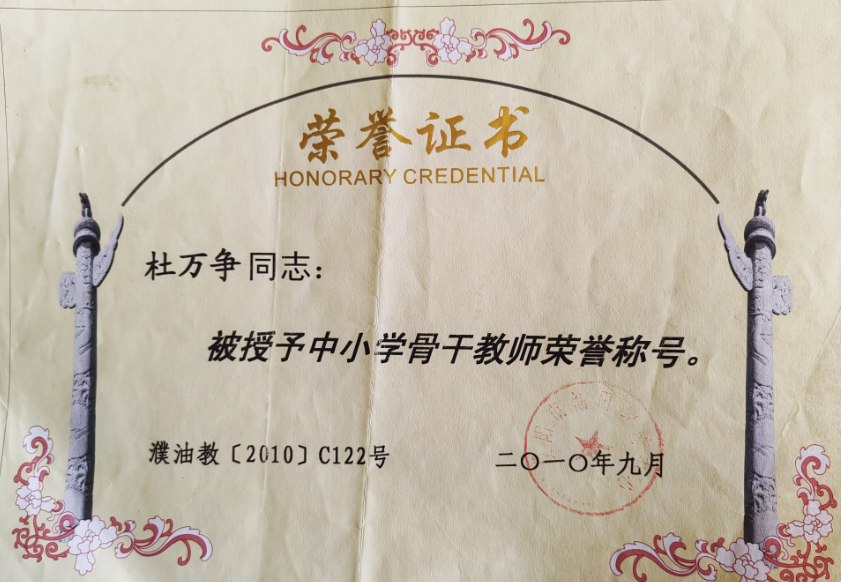 荣誉证书
HONORARY CREDENTIAL
杜万争同志：
被授予中小学骨干教师荣誉称号。
濮油教〔2010〕C122号
二〇一〇年九月